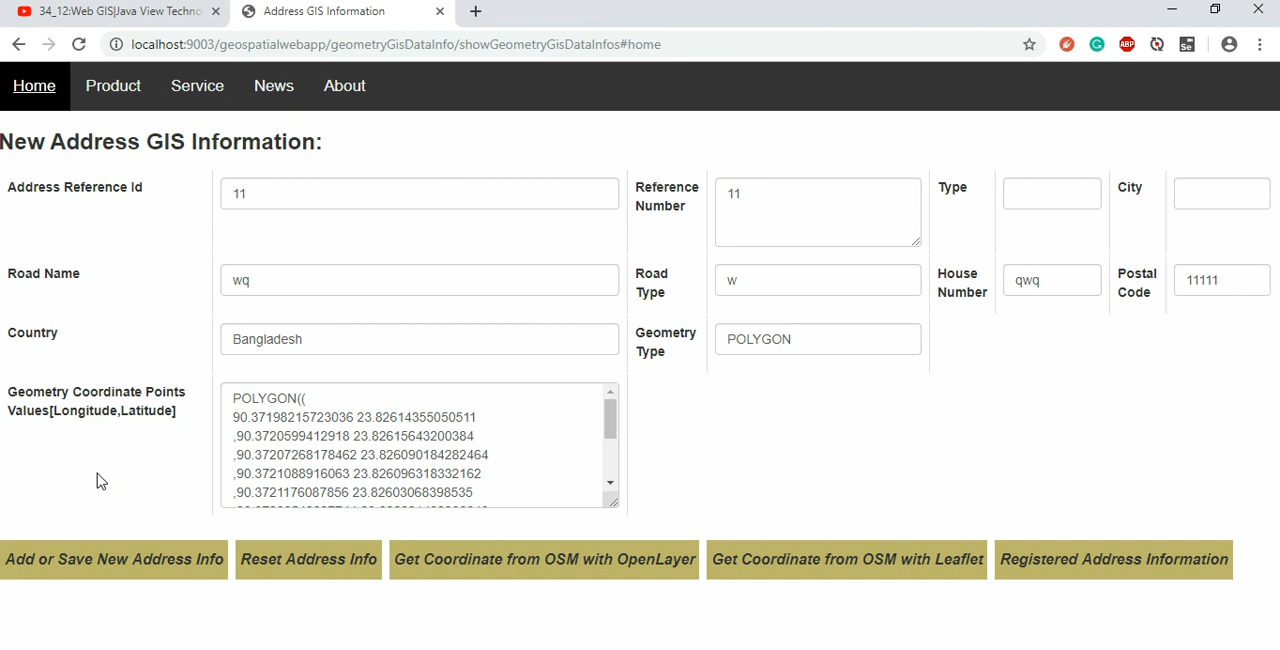 34_12:Web GIS|Java View Techno
Address GIS Information
localhost:9003/geospatialwebapp/geometryGisDataInfo/showGeometryGisDataInfos#home
ABP
Se
Home Product Service News About
New Address GIS Information:
Address Reference Id 11 Reference Number 11 Type City
Road Name wq Road Type w House Number qwq Postal Code 11111
Country Bangladesh Geometry Type POLYGON
Geometry Coordinate Points
Values[Longitude,Latitude]
POLYGON((
90.37198215723036 23.82614355050511
,90.3720599412918 23.82615643200384
,90.37207268178462 23.826090184282464
,90.3721088916063 23.826096318332162
,90.3721176087856 23.82603068398535
Add or Save New Address Info Reset Address Info Get Coordinate from OSM with OpenLayer Get Coordinate from OSM with Leaflet Registered Address Information